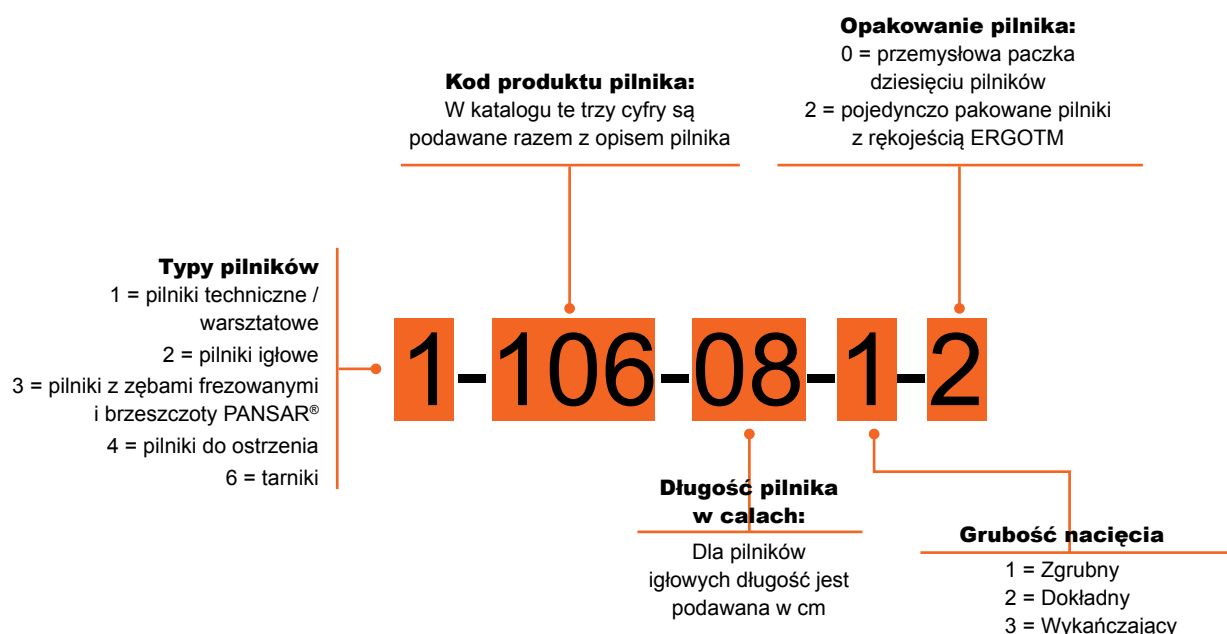 Opakowanie pilnika:
0 = przemysłowa paczka
dziesięciu pilników
2 = pojedynczo pakowane pilniki
z rękojeścią ERGOTM
Kod produktu pilnika:
W katalogu te trzy cyfry są
podawane razem z opisem pilnika
Typy pilników
1 = pilniki techniczne /
warsztatowe
2 = pilniki igłowe
3 = pilniki z zębami frezowanymi
i brzeszczoty PANSAR®
4 = pilniki do ostrzenia
6 = tarniki
1-106-08-1-2
Długość pilnika
w calach:
Dla pilników
igłowych długość jest
podawana w cm
Grubość nacięcia
1 = Zgrubny
2 = Dokładny
3 = Wykańczający